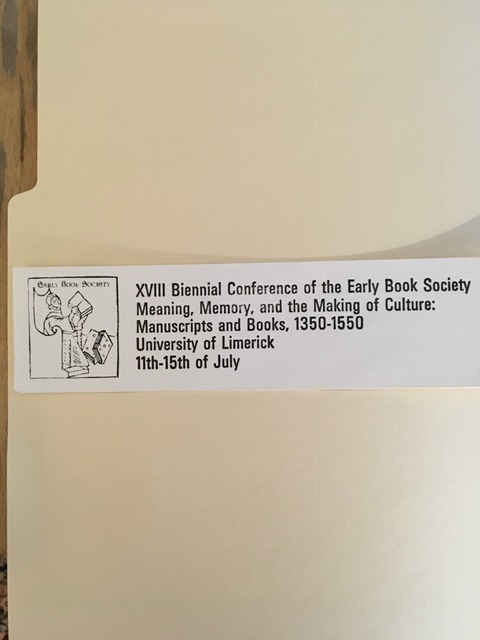 EARLY BOOK SOCIETY
XVIII Biennial Conference of the Early Book Society
Meaning, Memory, and the Making of Culture:
Manuscripts and Books, 1350-1550
University of Limerick
11th-15th of July